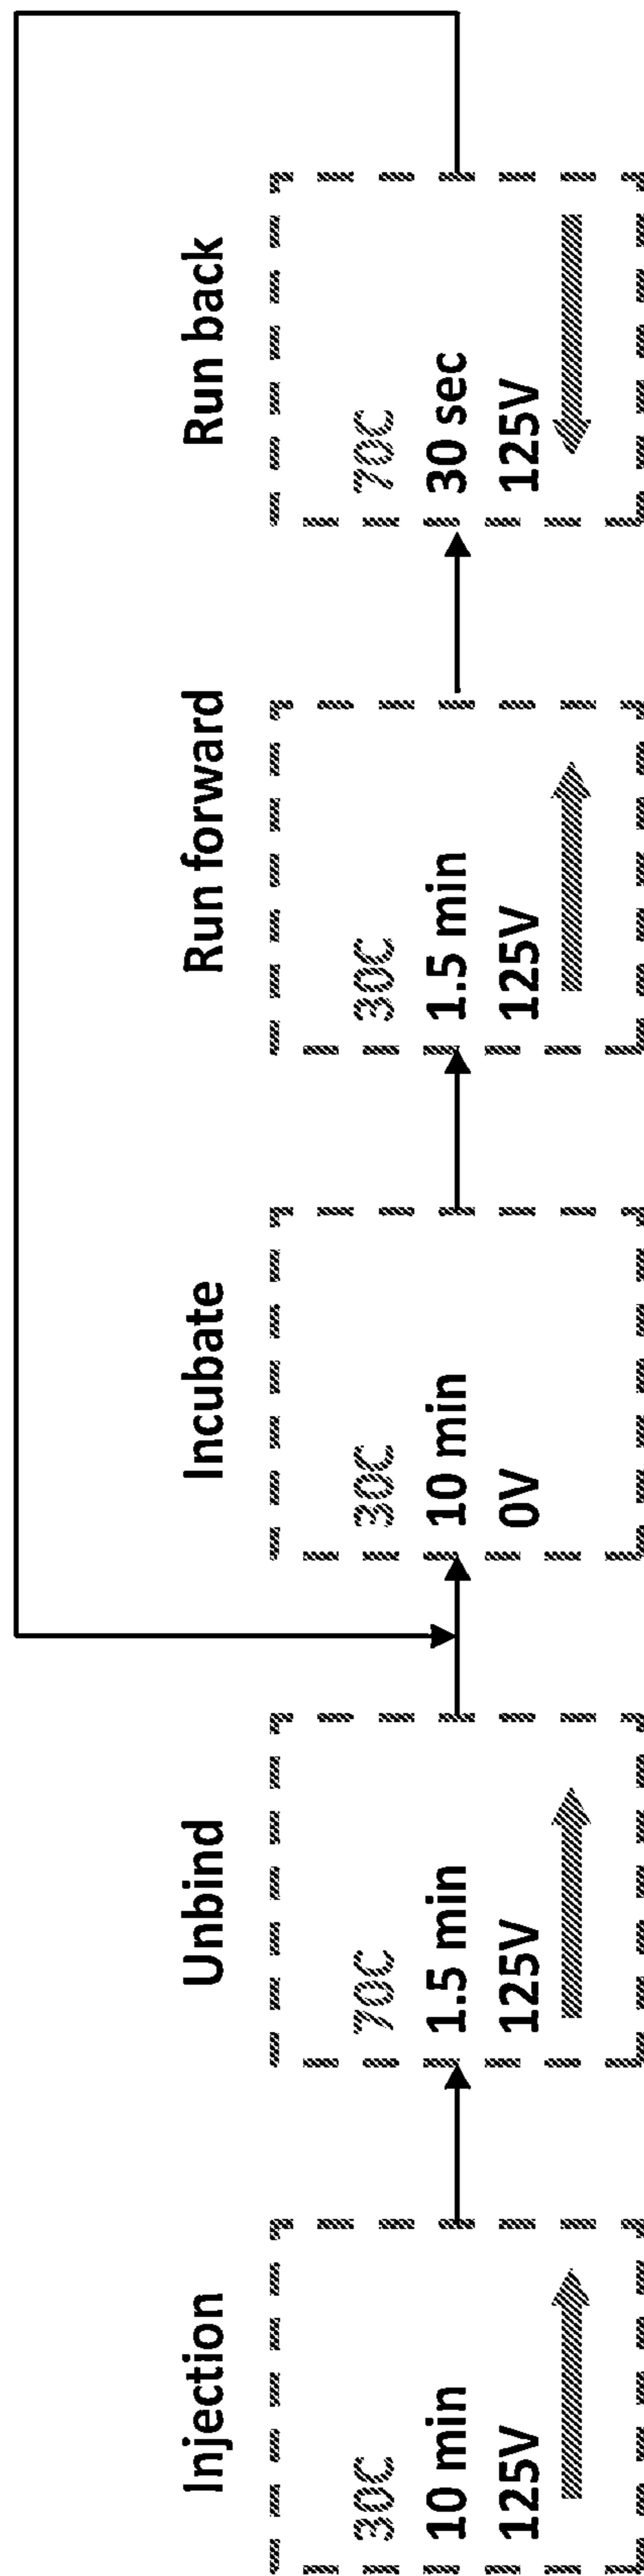 Injection
30C
10 min
125V
Unbind
70C
1.5 min
125V
Incubate
30C
10 min
0V
Run forward
30C
1.5 min
125V
Run back
70C
30 sec
125V